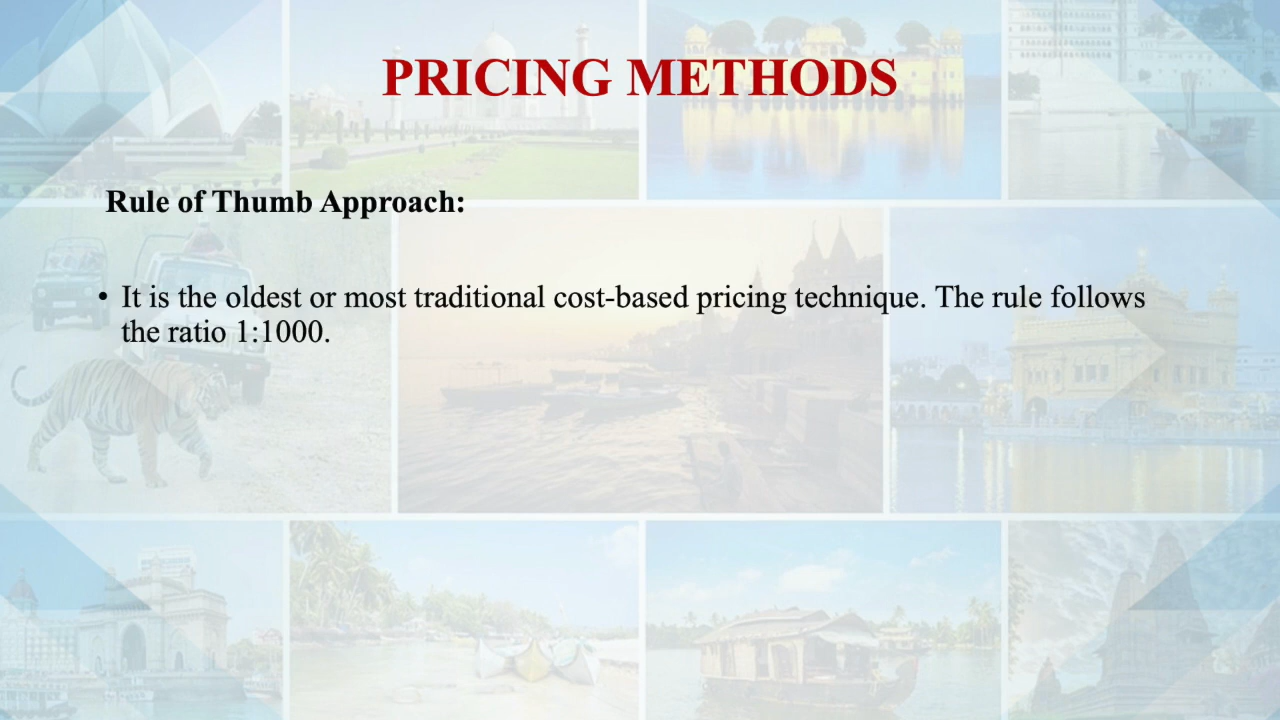 PRICING METHODS
Rule of Thumb Approach:
• It is the oldest or most traditional cost-based pricing technique. The rule follows
the ratio 1:1000.